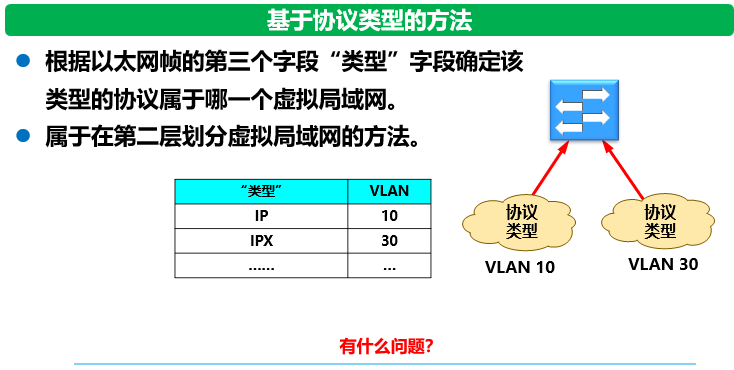 基于协议类型的方法
根据以太网帧的第三个字段“类型”字段确定该
类型的协议属于哪一个虚拟局域网。
属于在第二层划分虚拟局域网的方法。
“类型” VLAN
IP 10
IPX 30
…… …
协议
类型
VLAN 10
协议
类型
VLAN 30
有什么问题？